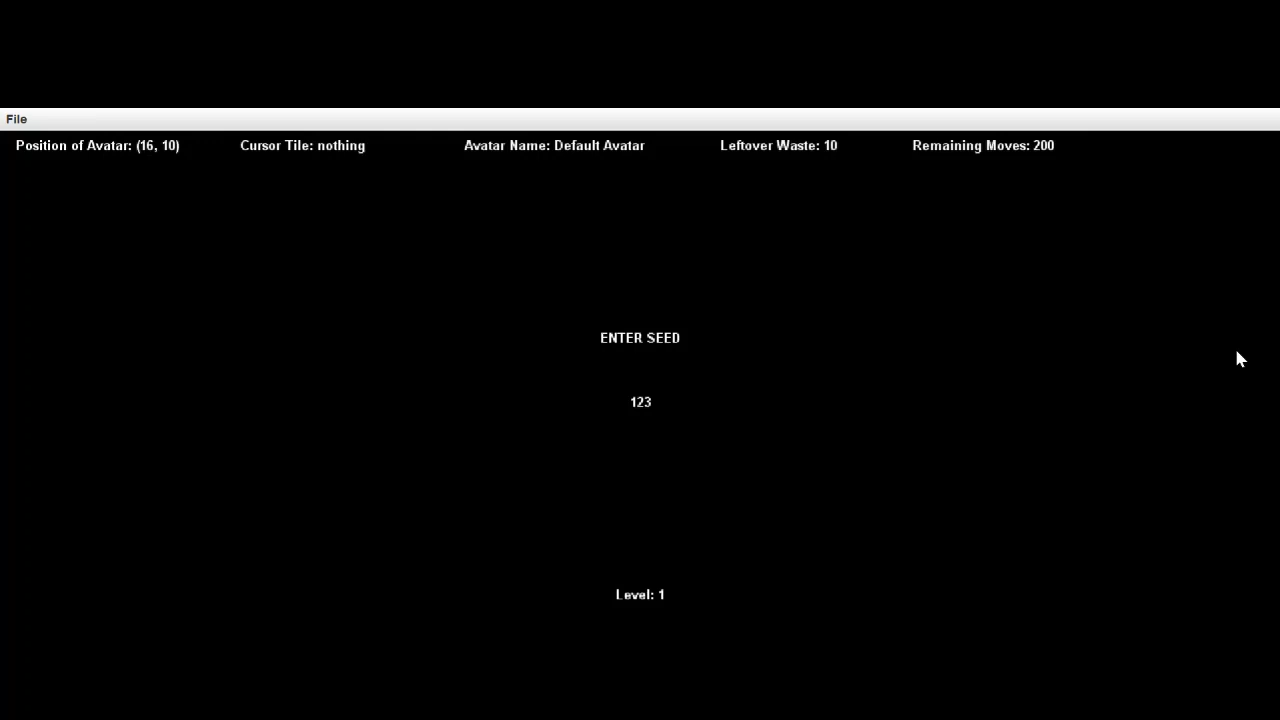 File
Position of Avatar: (16, 10) Cursor Tile: nothing Avatar Name: Default Avatar Leftover Waste: 10 Remaining Moves: 200
ENTER SEED
123
Level: 1